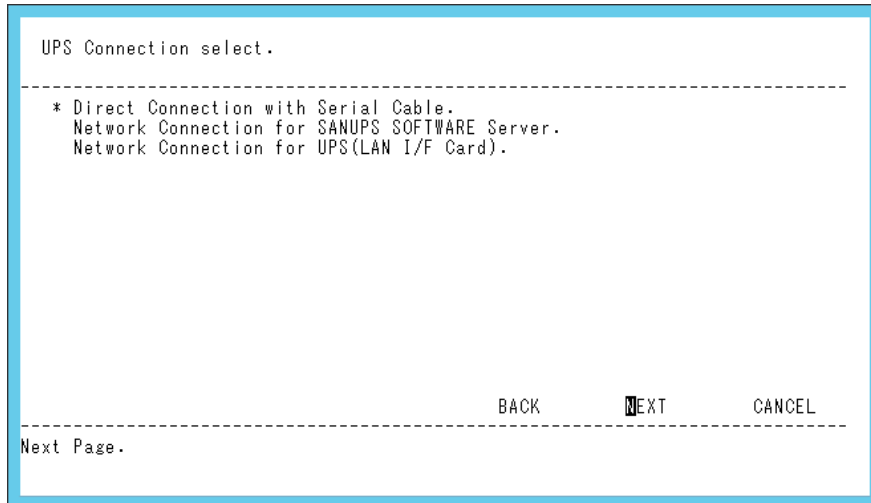 UPS Connection select.
* Direct Connection with Serial Cable.
Network Connection for SANUPS SOFTWARE Server.
Network Connection for UPS(LAN I/F Card).
BACK NEXT CANCEL
Next Page.